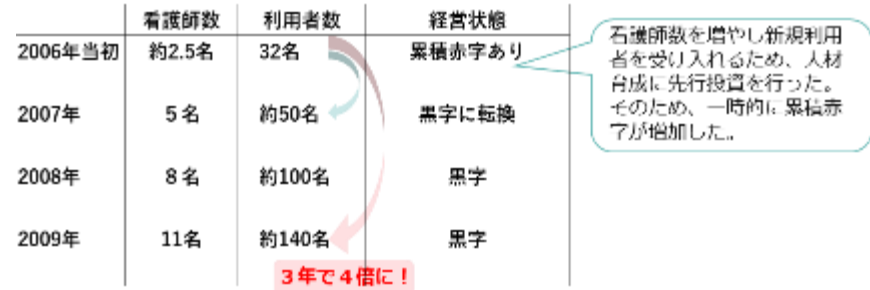 看護師数 利用者数 経営状態
2006年当初 約2.5名 32名 累積赤字あり
2007年 5名 約50名 黒字に転換
2008年 8名 約100名 黒字
2009年 11名 約140名 黒字
3年で4倍に！
看護師数を増やし新規利用
者を受け入れるため、人材
育成に先行投資を行った。
そのため、一時的に累積赤
字が増加した。